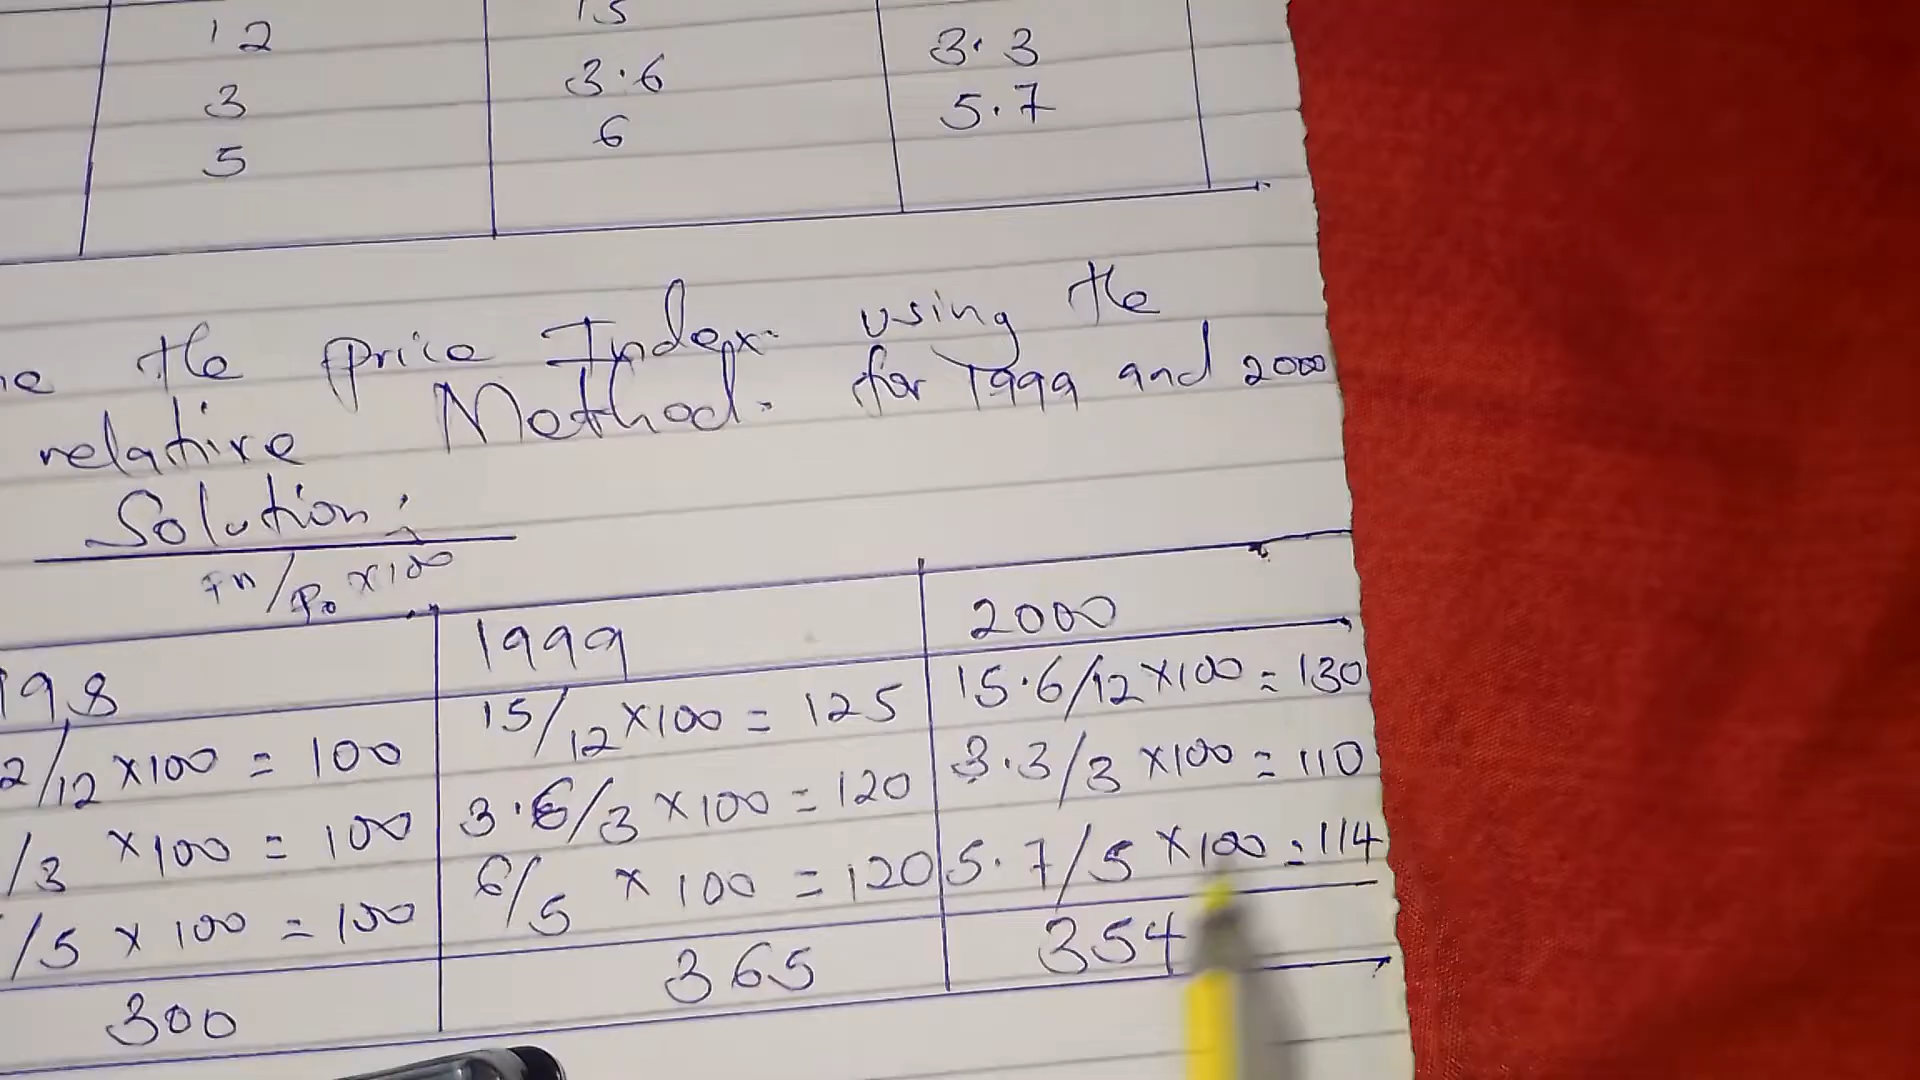 12 15
3 3.6 3.3
5 6 5.7
the price Index using the
relative Method. for 1999 and 2000
Solution:
Pn/Po x100
1998 1999 2000
2/12 x100 = 100 15/12 x100 = 125 15.6/12 x100 = 130
/3 x100 = 100 3.6/3 x100 = 120 3.3/3 x100 = 110
/5 x 100 = 100 6/5 x 100 = 120 5.7/5 x100 = 114
300 365 354